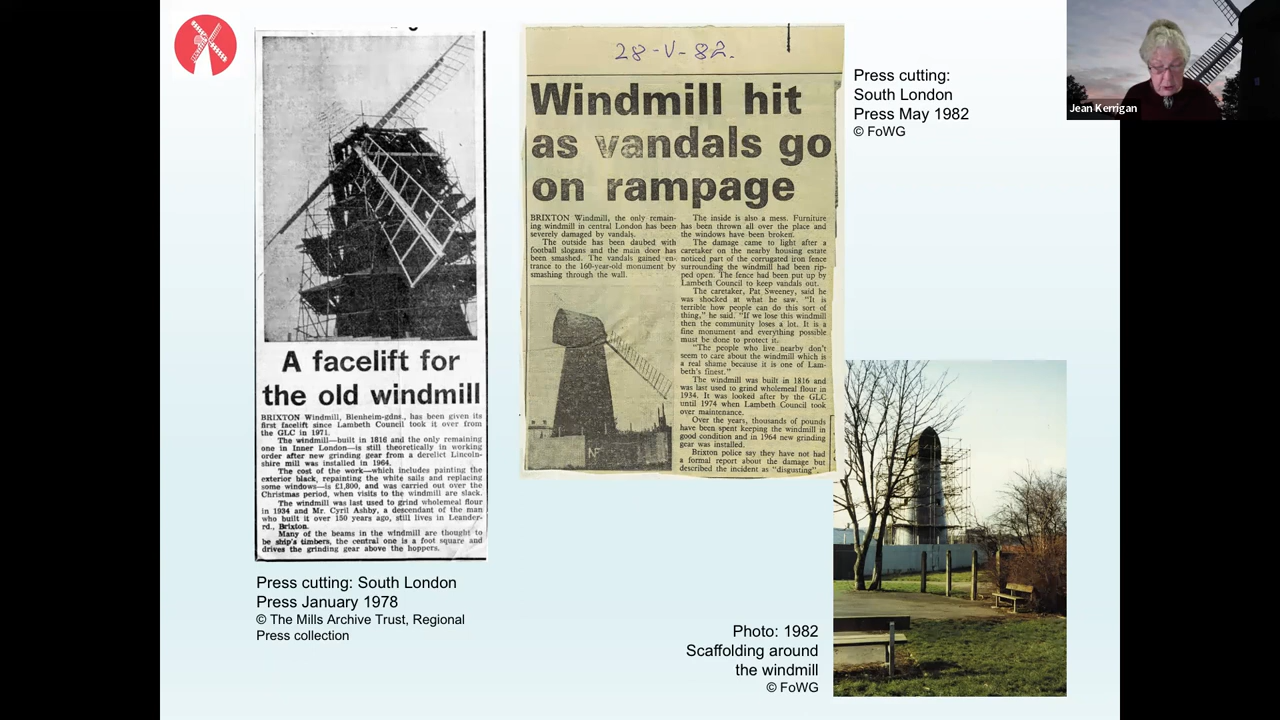 A facelift for
the old windmill
BRIXTON Windmill, Blenheim-gdns., has been given its
first facelift since Lambeth Council took it over from
the GLC in 1971.
The windmill—built in 1816 and the only remaining
one in Inner London—is still theoretically in working
order after new grinding gear from a derelict Lincoln-
shire mill was installed in 1964.
The cost of the work—which includes painting the
exterior black, repainting the white sails and replacing
some windows—is £1,800, and was carried out over the
Christmas period, when visits to the windmill are slack.
The windmill was last used to grind wholemeal flour
in 1934 and Mr. Cyril Ashby, a descendant of the man
who built it over 150 years ago, still lives in Leander-
rd., Brixton.
Many of the beams in the windmill are thought to
be ship's timbers, the central one is a foot square and
drives the grinding gear above the hoppers.
Press cutting: South London
Press January 1978
© The Mills Archive Trust, Regional
Press collection
28-V-82.
Windmill hit
as vandals go
on rampage
BRIXTON Windmill, the only remain-
ing windmill in central London has been
severely damaged by vandals.
The outside has been daubed with
football slogans and the main door has
been smashed. The vandals gained en-
trance to the 160-year-old monument by
smashing through the wall.
NF
The inside is also a mess. Furniture
has been thrown all over the place and
the windows have been broken.
The damage came to light after a
caretaker on the nearby housing estate
noticed part of the corrugated iron fence
surrounding the windmill had been rip-
ped open. The fence had been put up by
Lambeth Council to keep vandals out.
The caretaker, Pat Sweeney, said he
was shocked at what he saw. "It is
terrible how people can do this sort of
thing," he said. "If we lose this windmill
then the community loses a lot. It is a
fine monument and everything possible
must be done to protect it.
"The people who live nearby don't
seem to care about the windmill which is
a real shame because it is one of Lam-
beth's finest."
The windmill was built in 1816 and
was last used to grind wholemeal flour in
1934. It was looked after by the GLC
until 1974 when Lambeth Council took
over maintenance.
Over the years, thousands of pounds
have been spent keeping the windmill in
good condition and in 1964 new grinding
gear was installed.
Brixton police say they have not had
a formal report about the damage but
described the incident as "disgusting".
Press cutting:
South London
Press May 1982
© FoWG
Jean Kerrigan
Photo: 1982
Scaffolding around
the windmill
© FoWG